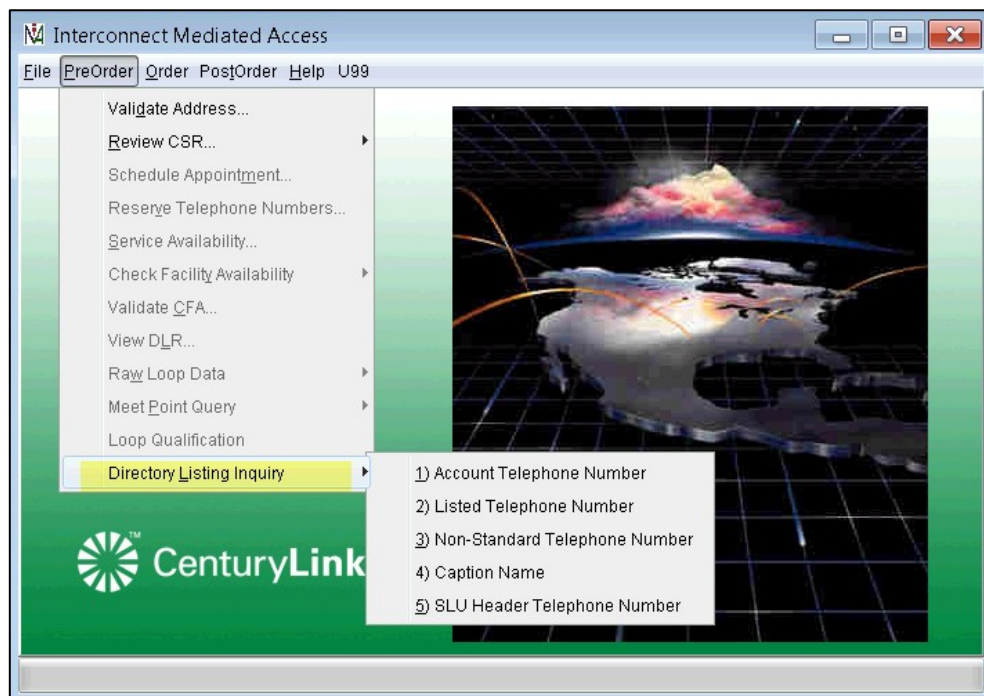 Interconnect Mediated Access
File PreOrder Order PostOrder Help U99
Validate Address...
Review CSR...
Schedule Appointment...
Reserve Telephone Numbers...
Service Availability...
Check Facility Availability
Validate CFA...
View DLR...
Raw Loop Data
Meet Point Query
Loop Qualification
Directory Listing Inquiry
1) Account Telephone Number
2) Listed Telephone Number
3) Non-Standard Telephone Number
4) Caption Name
5) SLU Header Telephone Number
CenturyLink™